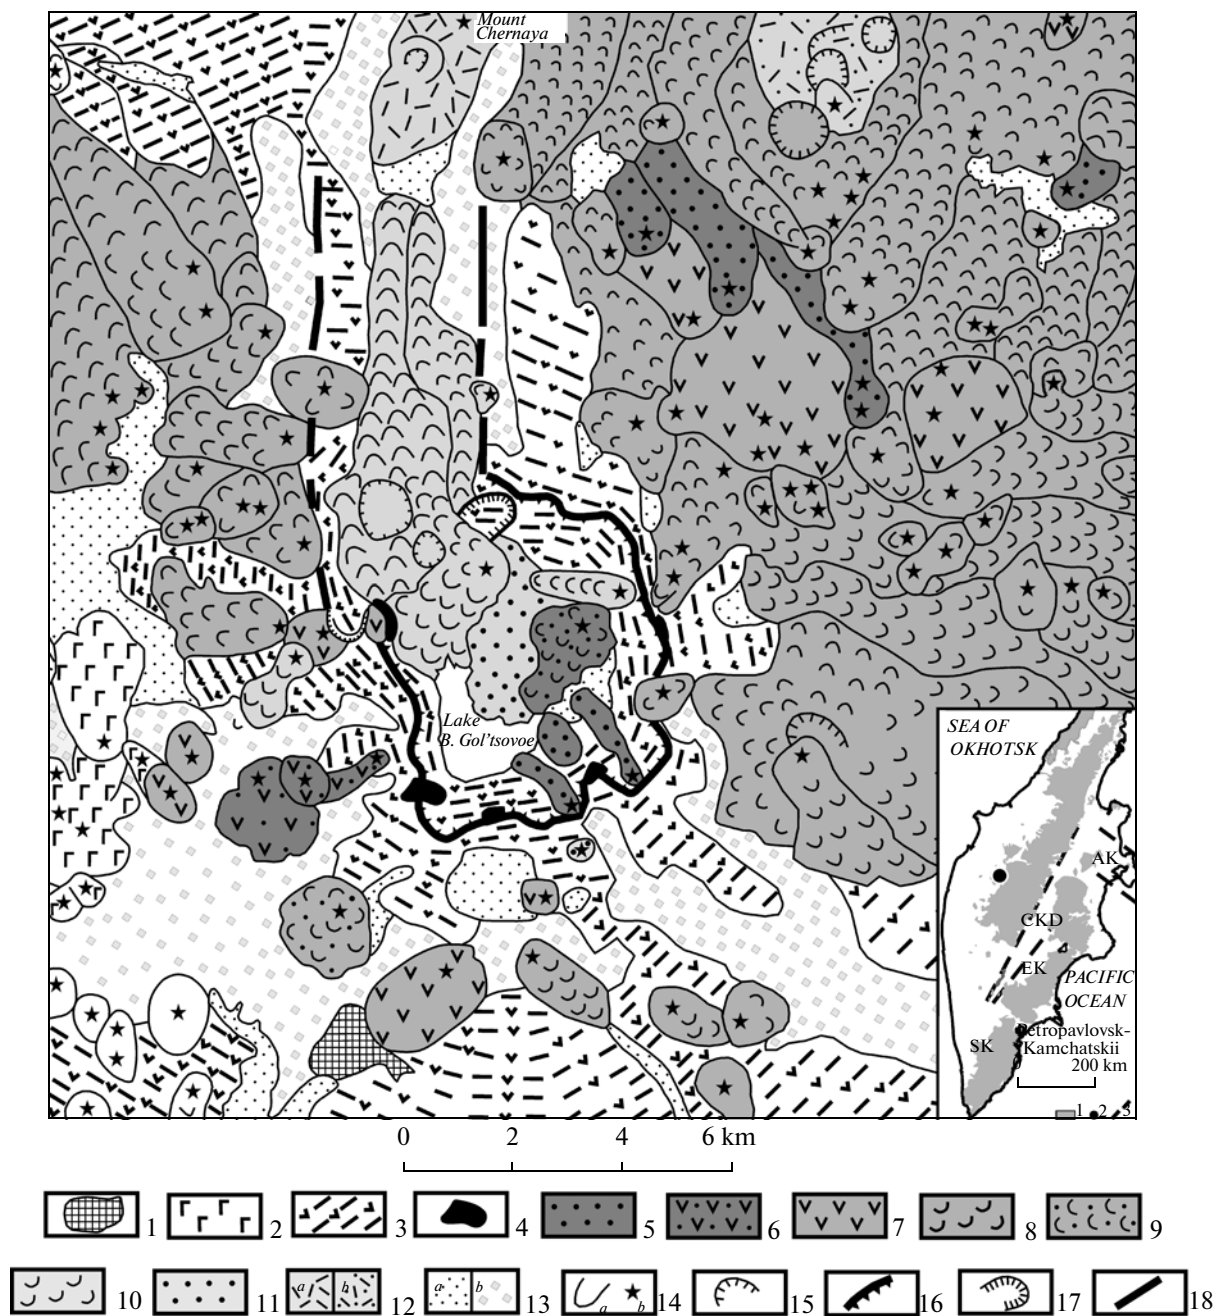 Mount
Chernaya
Lake
B. Gol'tsovoe
SEA OF
OKHOTSK
AK
CKD
EK
PACIFIC
OCEAN
Petropavlovsk-
Kamchatskii
SK
0 200 km
1 2 3
0 2 4 6 km
1 2 3 4 5 6 7 8 9
10 11 a b 12 a b 13 a b 14 15 16 17 18